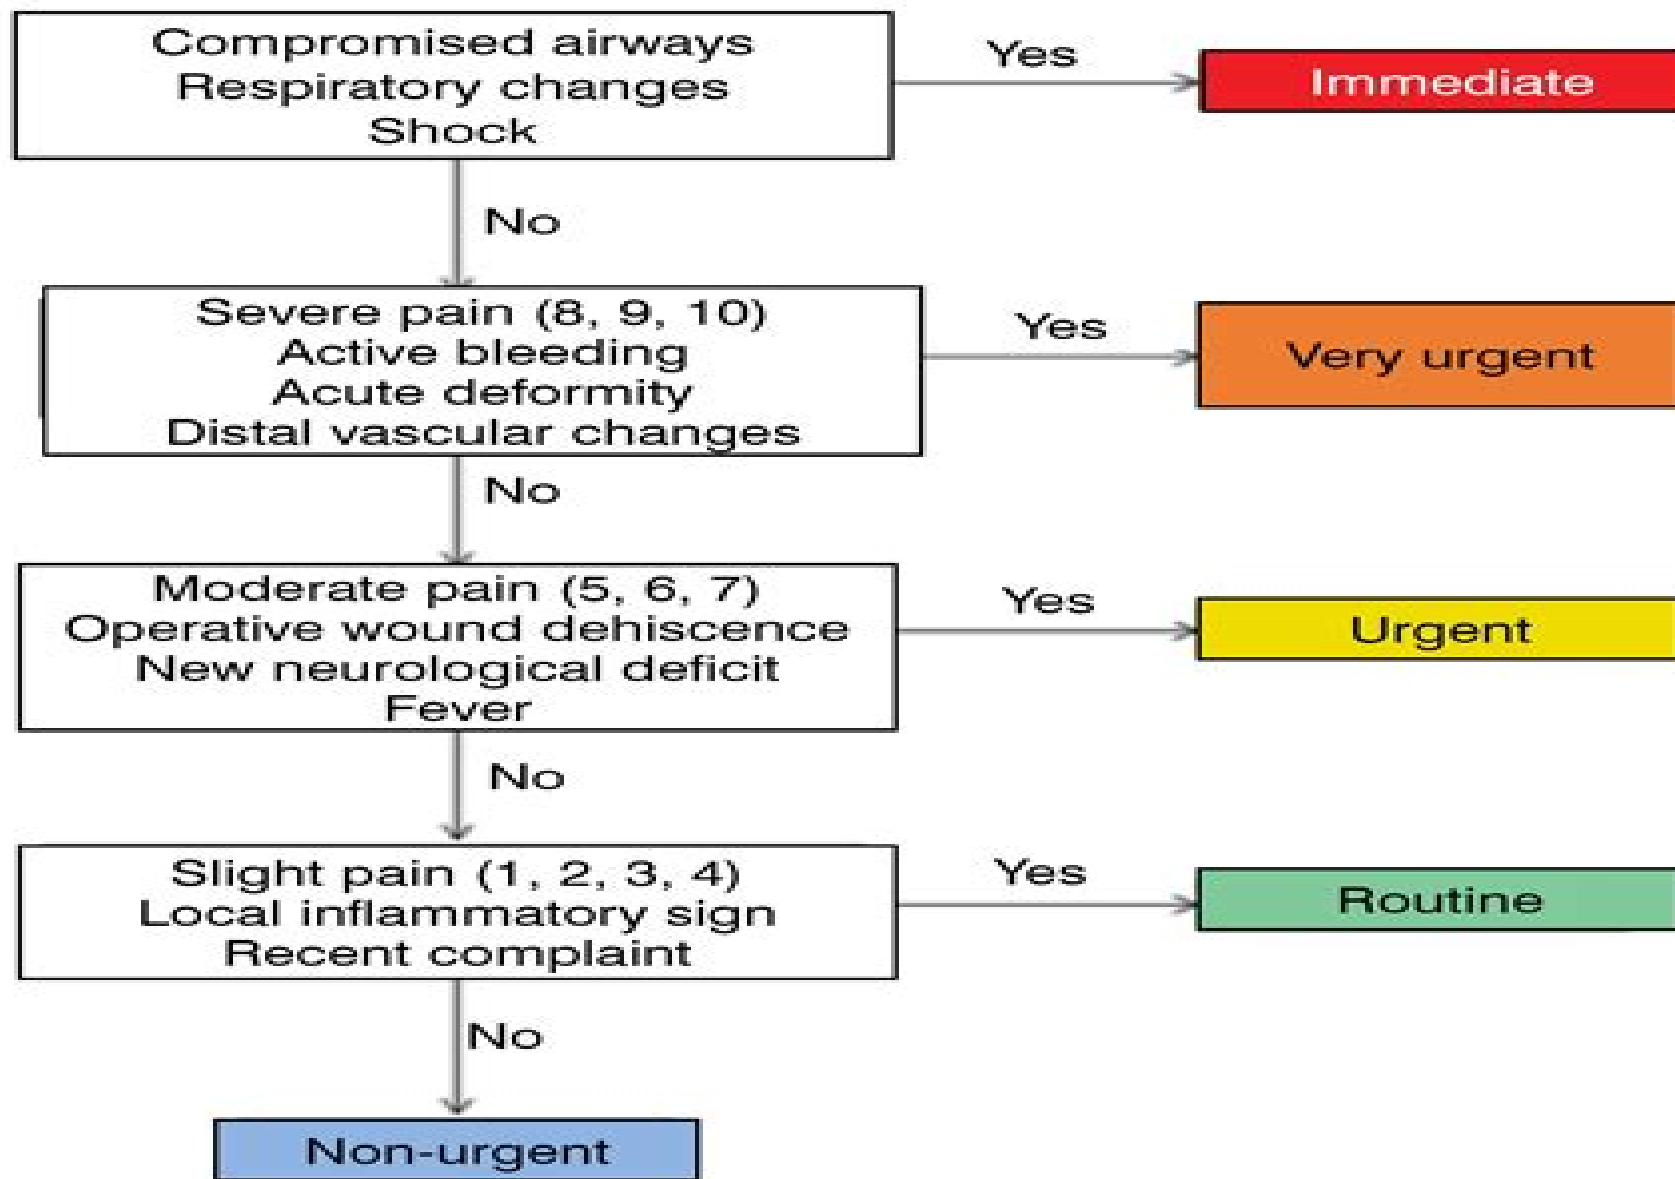 Compromised airways
Respiratory changes
Shock
Yes
Immediate
No
Severe pain (8, 9, 10)
Active bleeding
Acute deformity
Distal vascular changes
Yes
Very urgent
No
Moderate pain (5, 6, 7)
Operative wound dehiscence
New neurological deficit
Fever
Yes
Urgent
No
Slight pain (1, 2, 3, 4)
Local inflammatory sign
Recent complaint
Yes
Routine
No
Non-urgent